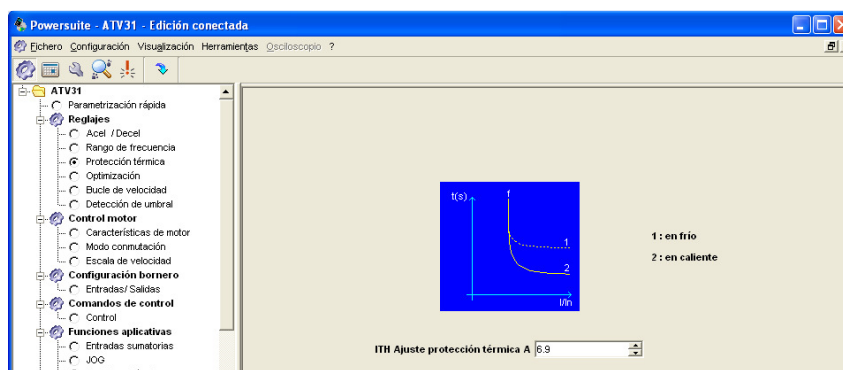 Powersuite - ATV31 - Edición conectada
Fichero Configuración Visualización Herramientas Osciloscopio ?
ATV31
Parametrización rápida
Reglajes
Acel / Decel
Rango de frecuencia
Protección térmica
Optimización
Bucle de velocidad
Detección de umbral
Control motor
Características de motor
Modo conmutación
Escala de velocidad
Configuración bornero
Entradas/ Salidas
Comandos de control
Control
Funciones aplicativas
Entradas sumatorias
JOG
t(s)
f
1
2
I/In
1 : en frío
2 : en caliente
ITH Ajuste protección térmica A 6.9